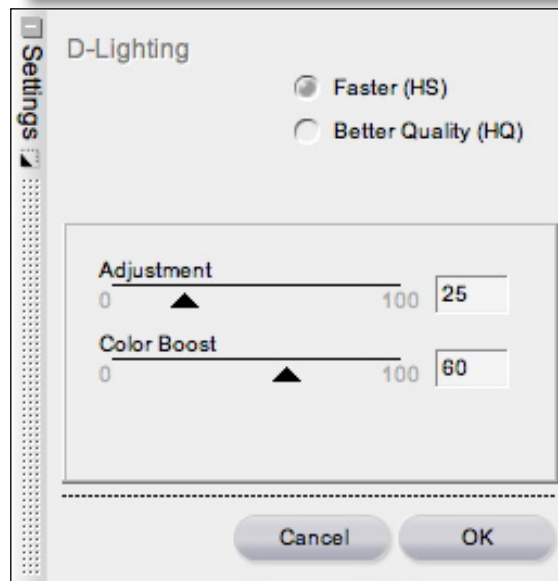 Settings
D-Lighting
Faster (HS)
Better Quality (HQ)
Adjustment
0 100 25
Color Boost
0 100 60
Cancel OK